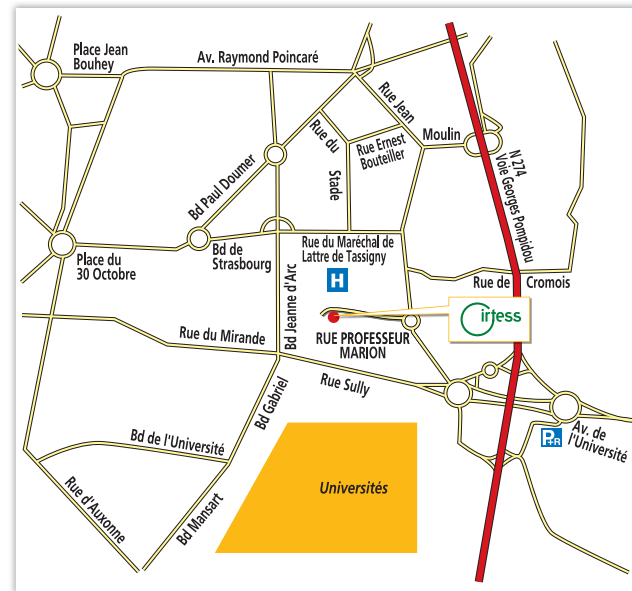 Place Jean
Bouhey
Av. Raymond Poincaré
Rue Jean
Moulin
Rue du
Stade
Rue Ernest
Bouteiller
N 274
Voie Georges Pompidou
Bd Paul Doumer
Place du
30 Octobre
Bd de
Strasbourg
Rue du Maréchal de
Lattre de Tassigny
H
Rue de Cromois
Bd Jeanne d'Arc
irtess
Rue du Mirande
RUE PROFESSEUR
MARION
Rue Sully
Bd Gabriel
Bd de l'Université
P+R
Av. de
l'Université
Universités
Rue d'Auxonne
Bd Mansart